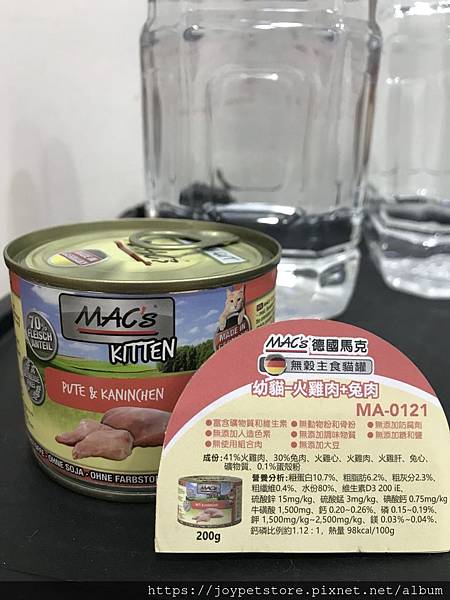 MAC's
KITTEN
70%
FLEISCH
ANTEIL
MADE IN
PUTE & KANINCHEN
OHNE SOJA - OHNE FARBSTOF
MAC's 德國馬克
無穀主食貓罐
幼貓-火雞肉+兔肉
MA-0121
●富含礦物質和維生素 ●無動物粉和骨粉 ●無添加防腐劑
●無添加人造色素 ●無添加調味物質 ●無添加糖和鹽
●無使用組合肉 ●無添加大豆
成份:41%火雞肉、30%兔肉、火雞心、火雞肉、火雞肝、兔心、
礦物質、0.1%蛋殼粉
營養分析:粗蛋白10.7%、粗脂肪6.2%、粗灰分2.3%、
粗纖維0.4%、水份80%、維生素D3 200 iE、
硫酸鋅 15mg/kg、硫酸錳 3mg/kg、碘酸鈣 0.75mg/kg
牛磺酸 1,500mg、鈣 0.20~0.26%、磷 0.15~0.19%、
鉀 1,500mg/kg~2,500mg/kg、鎂 0.03%~0.04%、
鈣磷比例約1.12:1,熱量 98kcal/100g
200g
https://joypetstore.pixnet.net/album